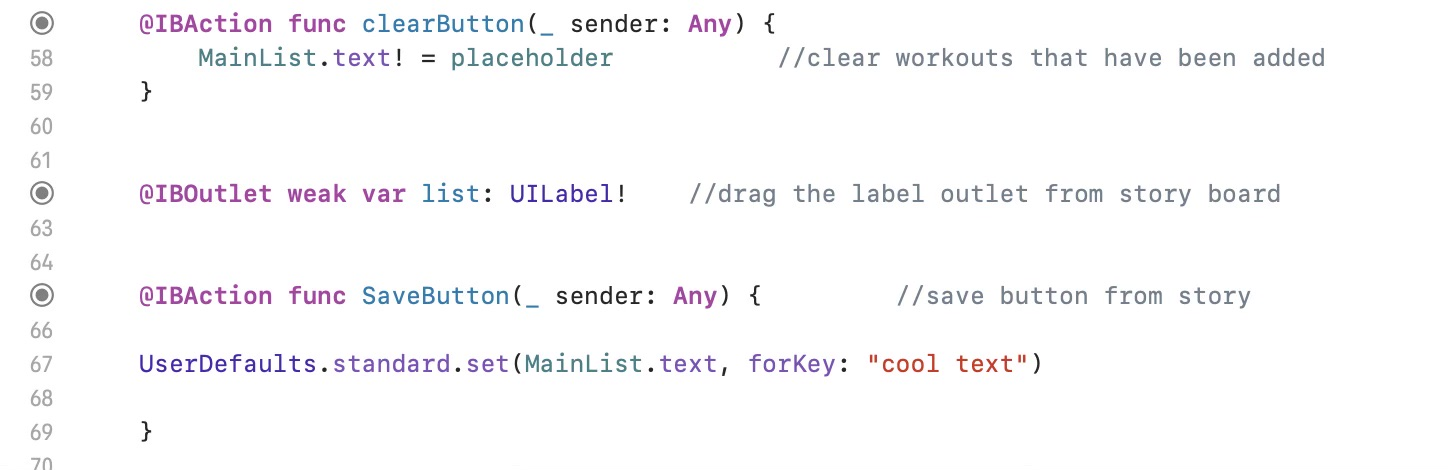 @IBAction func clearButton(_ sender: Any) {
58 MainList.text! = placeholder //clear workouts that have been added
59 }
60
61
@IBOutlet weak var list: UILabel! //drag the label outlet from story board
63
64
@IBAction func SaveButton(_ sender: Any) { //save button from story
66
67 UserDefaults.standard.set(MainList.text, forKey: "cool text")
68
69 }
70